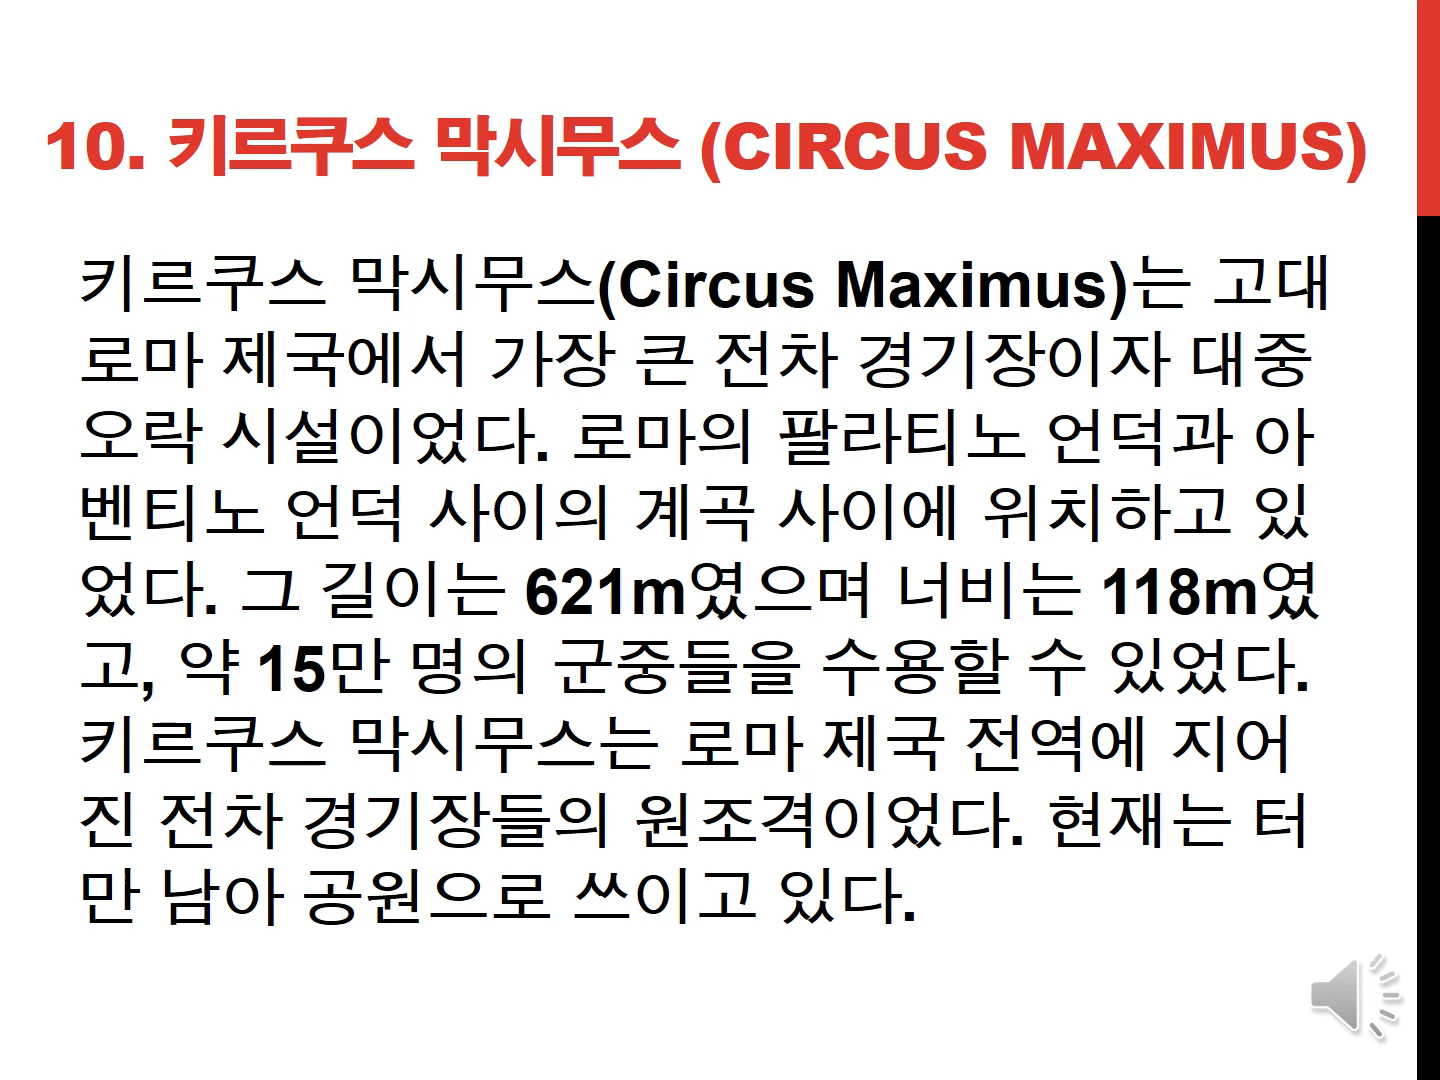 10. 키르쿠스 막시무스 (CIRCUS MAXIMUS)
키르쿠스 막시무스(Circus Maximus)는 고대
로마 제국에서 가장 큰 전차 경기장이자 대중
오락 시설이었다. 로마의 팔라티노 언덕과 아
벤티노 언덕 사이의 계곡 사이에 위치하고 있
었다. 그 길이는 621m였으며 너비는 118m였
고, 약 15만 명의 군중들을 수용할 수 있었다.
키르쿠스 막시무스는 로마 제국 전역에 지어
진 전차 경기장들의 원조격이었다. 현재는 터
만 남아 공원으로 쓰이고 있다.